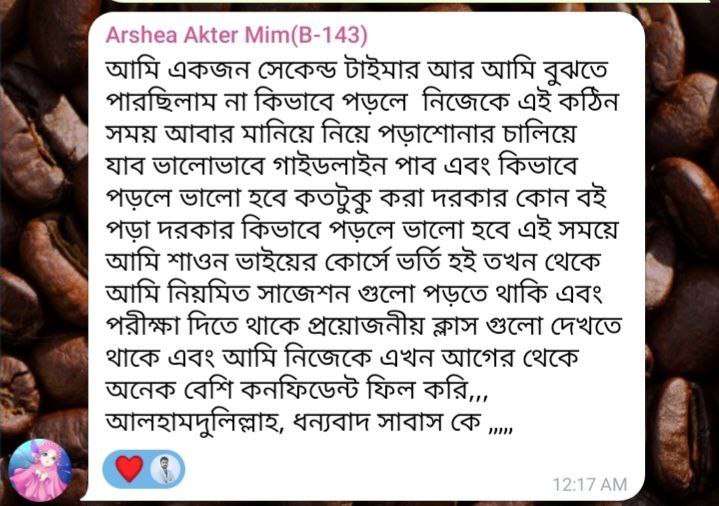 Arshea Akter Mim(B-143)
আমি একজন সেকেন্ড টাইমার আর আমি বুঝতে
পারছিলাম না কিভাবে পড়লে নিজেকে এই কঠিন
সময় আবার মানিয়ে নিয়ে পড়াশোনার চালিয়ে
যাব ভালোভাবে গাইডলাইন পাব এবং কিভাবে
পড়লে ভালো হবে কতটুকু করা দরকার কোন বই
পড়া দরকার কিভাবে পড়লে ভালো হবে এই সময়ে
আমি শাওন ভাইয়ের কোর্সে ভর্তি হই তখন থেকে
আমি নিয়মিত সাজেশন গুলো পড়তে থাকি এবং
পরীক্ষা দিতে থাকে প্রয়োজনীয় ক্লাস গুলো দেখতে
থাকে এবং আমি নিজেকে এখন আগের থেকে
অনেক বেশি কনফিডেন্ট ফিল করি,,,
আলহামদুলিল্লাহ, ধন্যবাদ সাবাস কে ,,,,,
12:17 AM